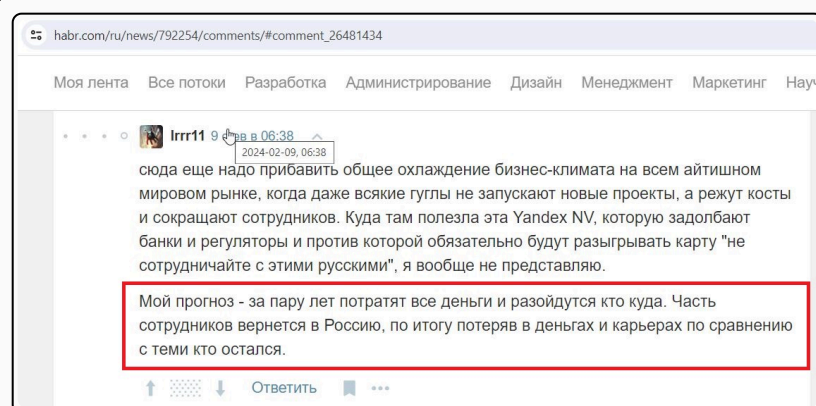 habr.com/ru/news/792254/comments/#comment_26481434
Моя лента Все потоки Разработка Администрирование Дизайн Менеджмент Маркетинг Науч
Irrr11 9 фев в 06:38
2024-02-09, 06:38
сюда еще надо прибавить общее охлаждение бизнес-климата на всем айтишном
мировом рынке, когда даже всякие гуглы не запускают новые проекты, а режут косты
и сокращают сотрудников. Куда там полезла эта Yandex NV, которую задолбают
банки и регуляторы и против которой обязательно будут разыгрывать карту "не
сотрудничайте с этими русскими", я вообще не представляю.
Мой прогноз - за пару лет потратят все деньги и разойдутся кто куда. Часть
сотрудников вернется в Россию, по итогу потеряв в деньгах и карьерах по сравнению
с теми кто остался.
Ответить